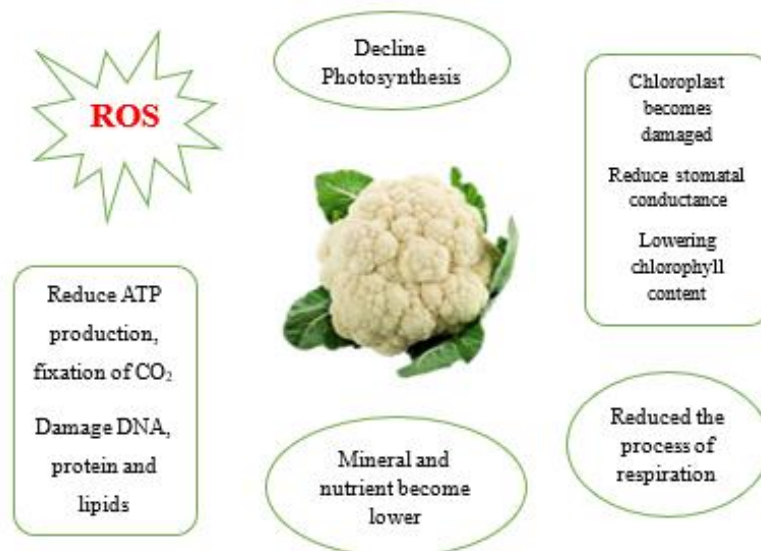 ROS
Decline
Photosynthesis
Chloroplast
becomes
damaged
Reduce stomatal
conductance
Lowering
chlorophyll
content
Reduce ATP
production,
fixation of CO₂
Damage DNA,
protein and
lipids
Mineral and
nutrient become
lower
Reduced the
process of
respiration